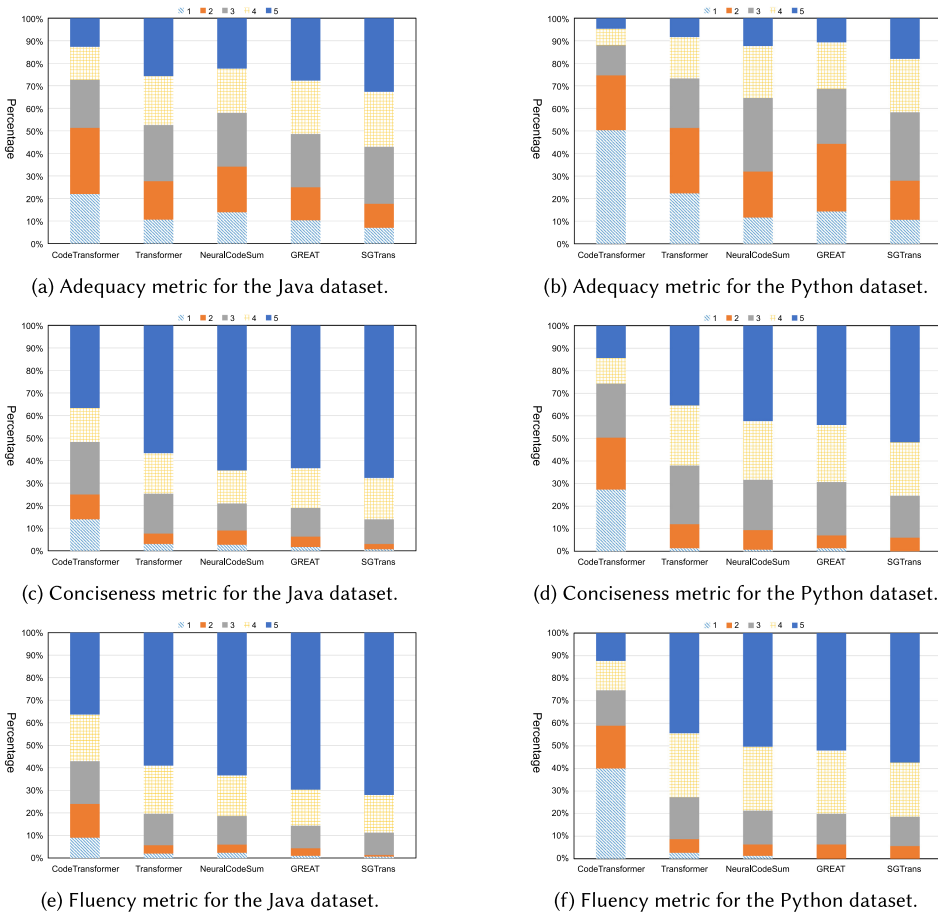 1 2 3 4 5
100%
90%
80%
70%
60%
50%
40%
30%
20%
10%
0%
Percentage
CodeTransformer Transformer NeuralCodeSum GREAT SGTrans
(a) Adequacy metric for the Java dataset.
1 2 3 4 5
100%
90%
80%
70%
60%
50%
40%
30%
20%
10%
0%
Percentage
CodeTransformer Transformer NeuralCodeSum GREAT SGTrans
(b) Adequacy metric for the Python dataset.
1 2 3 4 5
100%
90%
80%
70%
60%
50%
40%
30%
20%
10%
0%
Percentage
CodeTransformer Transformer NeuralCodeSum GREAT SGTrans
(c) Conciseness metric for the Java dataset.
1 2 3 4 5
100%
90%
80%
70%
60%
50%
40%
30%
20%
10%
0%
Percentage
CodeTransformer Transformer NeuralCodeSum GREAT SGTrans
(d) Conciseness metric for the Python dataset.
1 2 3 4 5
100%
90%
80%
70%
60%
50%
40%
30%
20%
10%
0%
Percentage
CodeTransformer Transformer NeuralCodeSum GREAT SGTrans
(e) Fluency metric for the Java dataset.
1 2 3 4 5
100%
90%
80%
70%
60%
50%
40%
30%
20%
10%
0%
Percentage
CodeTransformer Transformer NeuralCodeSum GREAT SGTrans
(f) Fluency metric for the Python dataset.